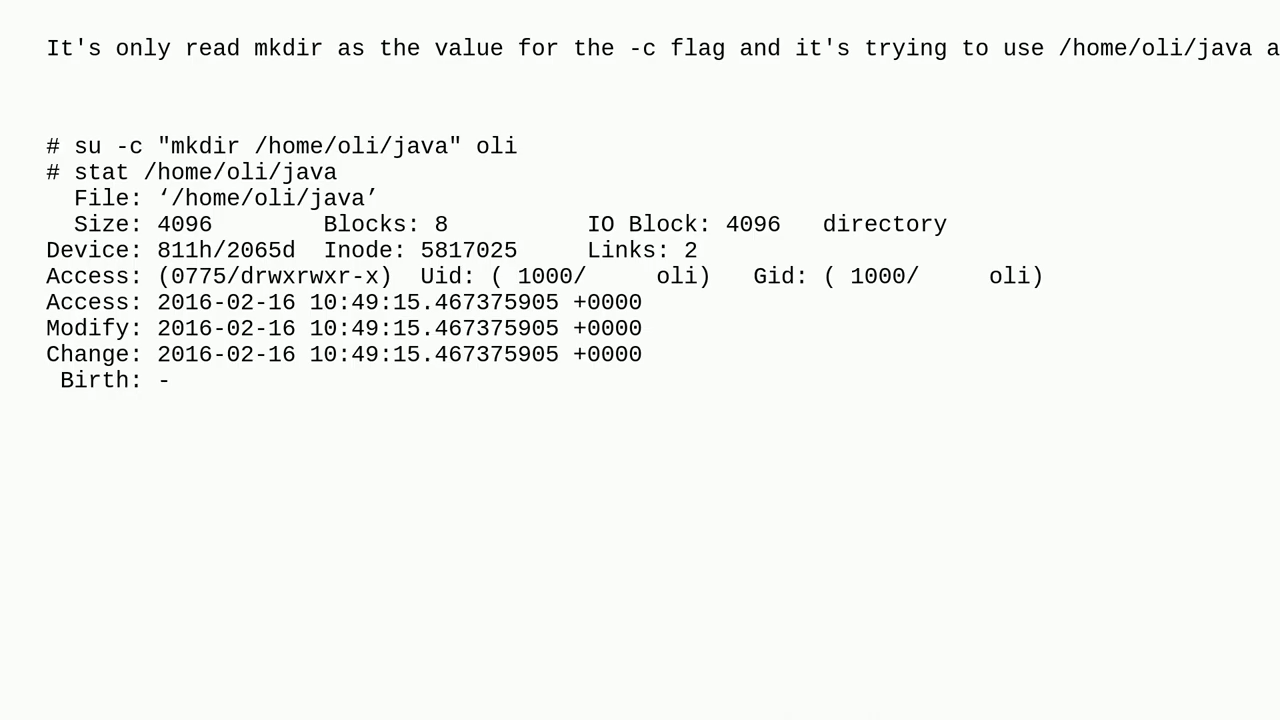 It's only read mkdir as the value for the -c flag and it's trying to use /home/oli/java a
# su -c "mkdir /home/oli/java" oli
# stat /home/oli/java
  File: ‘/home/oli/java’
  Size: 4096        Blocks: 8          IO Block: 4096   directory
Device: 811h/2065d  Inode: 5817025     Links: 2
Access: (0775/drwxrwxr-x)  Uid: ( 1000/     oli)   Gid: ( 1000/     oli)
Access: 2016-02-16 10:49:15.467375905 +0000
Modify: 2016-02-16 10:49:15.467375905 +0000
Change: 2016-02-16 10:49:15.467375905 +0000
 Birth: -